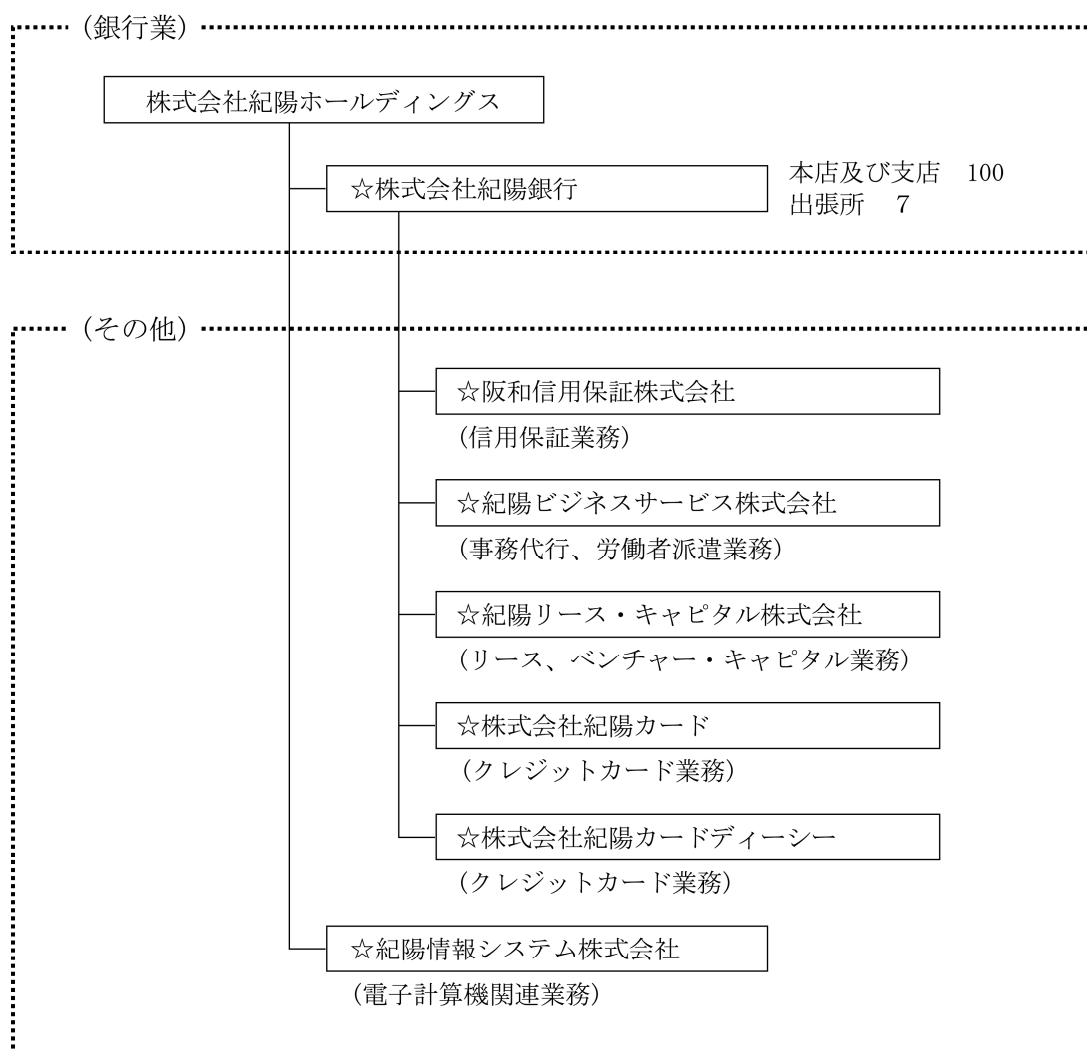 (銀行業)
株式会社紀陽ホールディングス
☆株式会社紀陽銀行
本店及び支店 100
出張所 7
(その他)
☆阪和信用保証株式会社
(信用保証業務)
☆紀陽ビジネスサービス株式会社
(事務代行、労働者派遣業務)
☆紀陽リース・キャピタル株式会社
(リース、ベンチャー・キャピタル業務)
☆株式会社紀陽カード
(クレジットカード業務)
☆株式会社紀陽カードディーシー
(クレジットカード業務)
☆紀陽情報システム株式会社
(電子計算機関連業務)